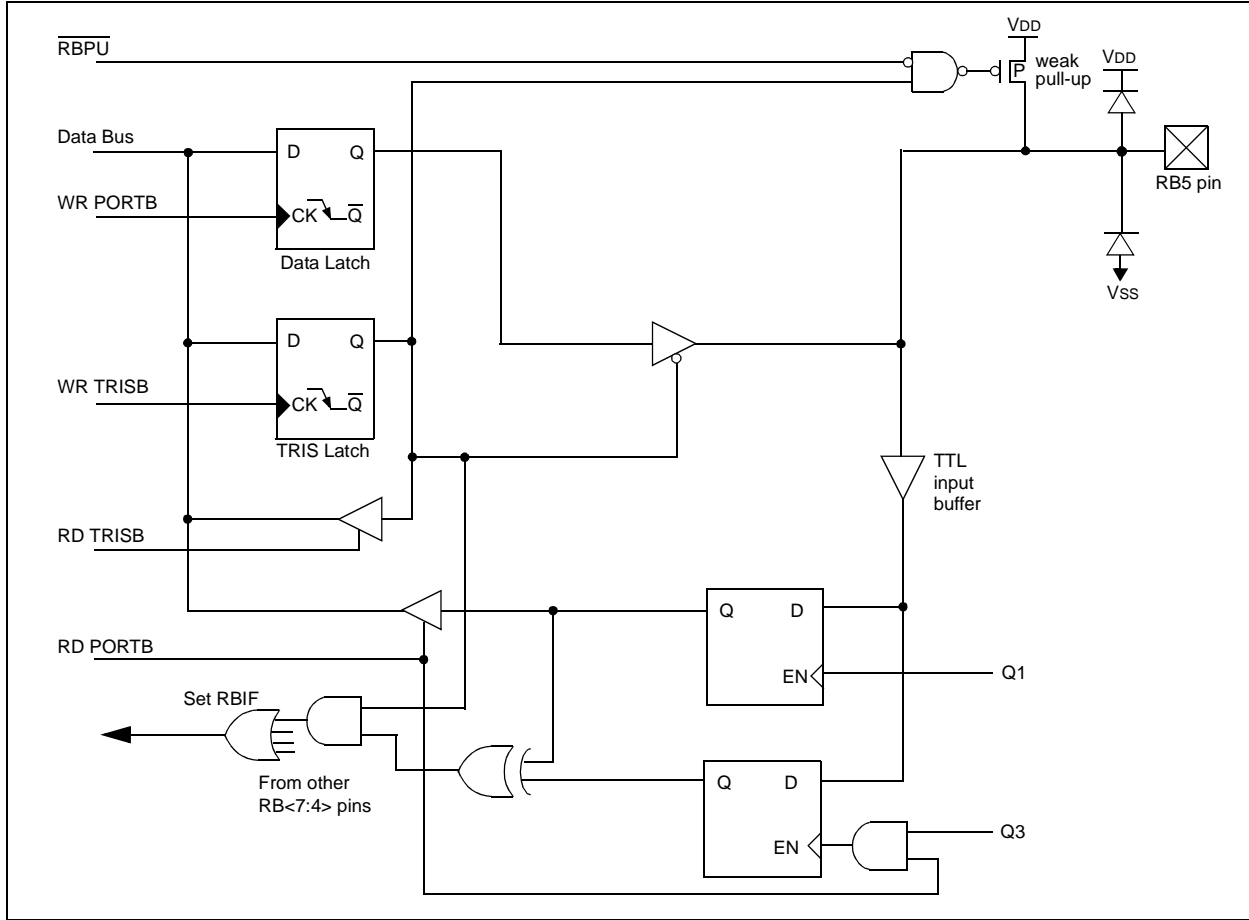 RBPU
VDD
P
weak
pull-up
VDD
Data Bus
D
Q
RB5 pin
WR PORTB
CK
Q
Data Latch
VSS
D
Q
WR TRISB
CK
Q
TRIS Latch
TTL
input
buffer
RD TRISB
Q
D
RD PORTB
EN
Q1
Set RBIF
From other
RB<7:4> pins
Q
D
Q3
EN